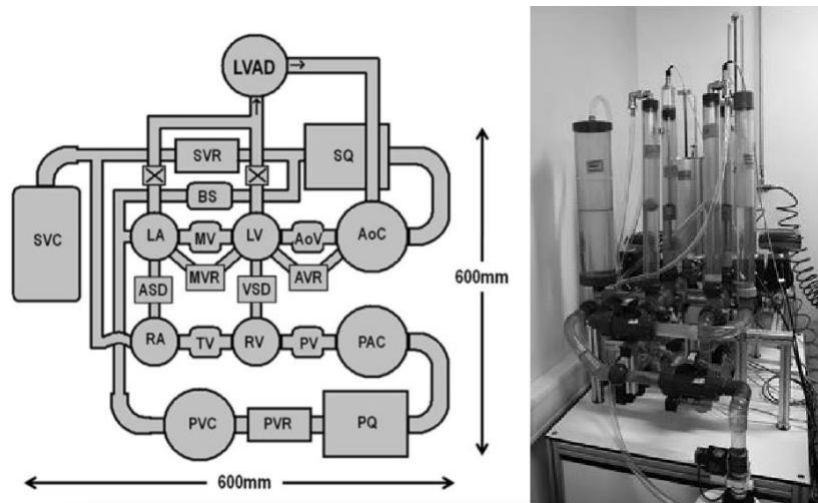 LVAD
SVR
SQ
BS
SVC
LA
MV
LV
AoV
AoC
MVR
AVR
ASD
VSD
600mm
RA
TV
RV
PV
PAC
PVC
PVR
PQ
600mm